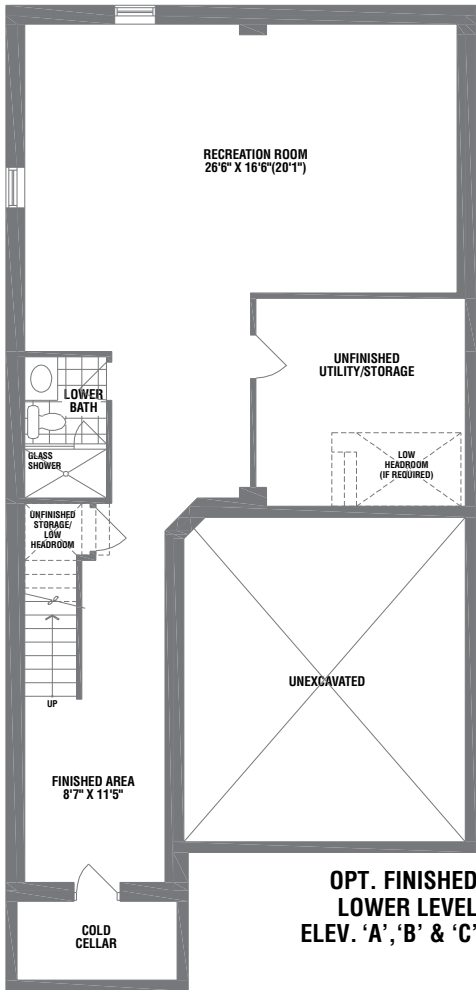 RECREATION ROOM
26'6" X 16'6"(20'1")
UNFINISHED
UTILITY/STORAGE
LOWER
BATH
GLASS
SHOWER
LOW
HEADROOM
(IF REQUIRED)
UNFINISHED
STORAGE/
LOW
HEADROOM
UNEXCAVATED
UP
FINISHED AREA
8'7" X 11'5"
COLD
CELLAR
OPT. FINISHED
LOWER LEVEL
ELEV. ‘A’, ‘B’ & ‘C’